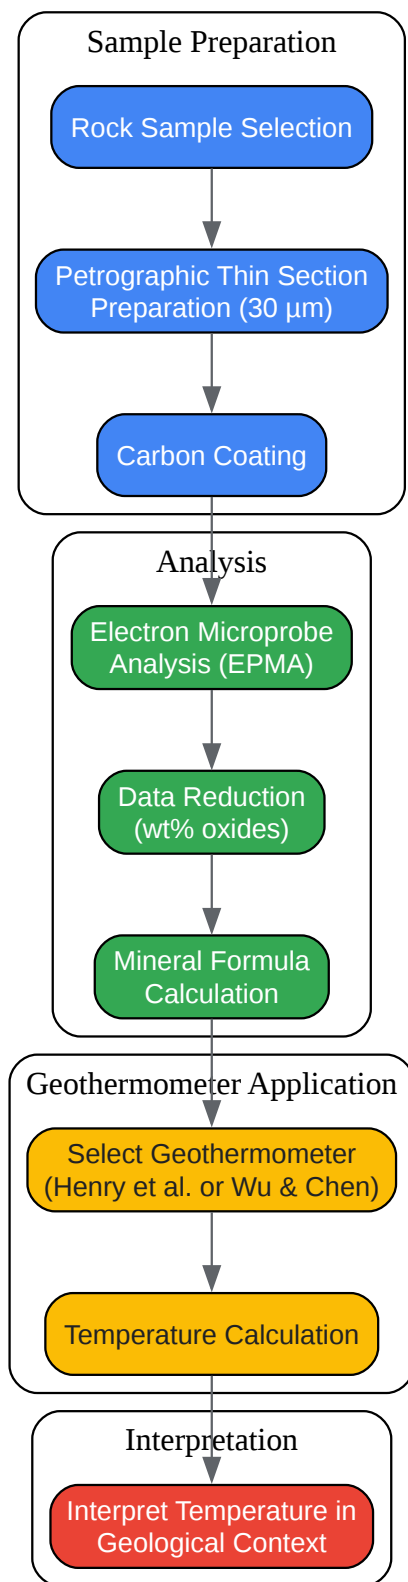 Sample Preparation
Rock Sample Selection
Petrographic Thin Section
Preparation (30 µm)
Carbon Coating
Analysis
Electron Microprobe
Analysis (EPMA)
Data Reduction
(wt% oxides)
Mineral Formula
Calculation
Geothermometer Application
Select Geothermometer
(Henry et al. or Wu & Chen)
Temperature Calculation
Interpretation
Interpret Temperature in
Geological Context